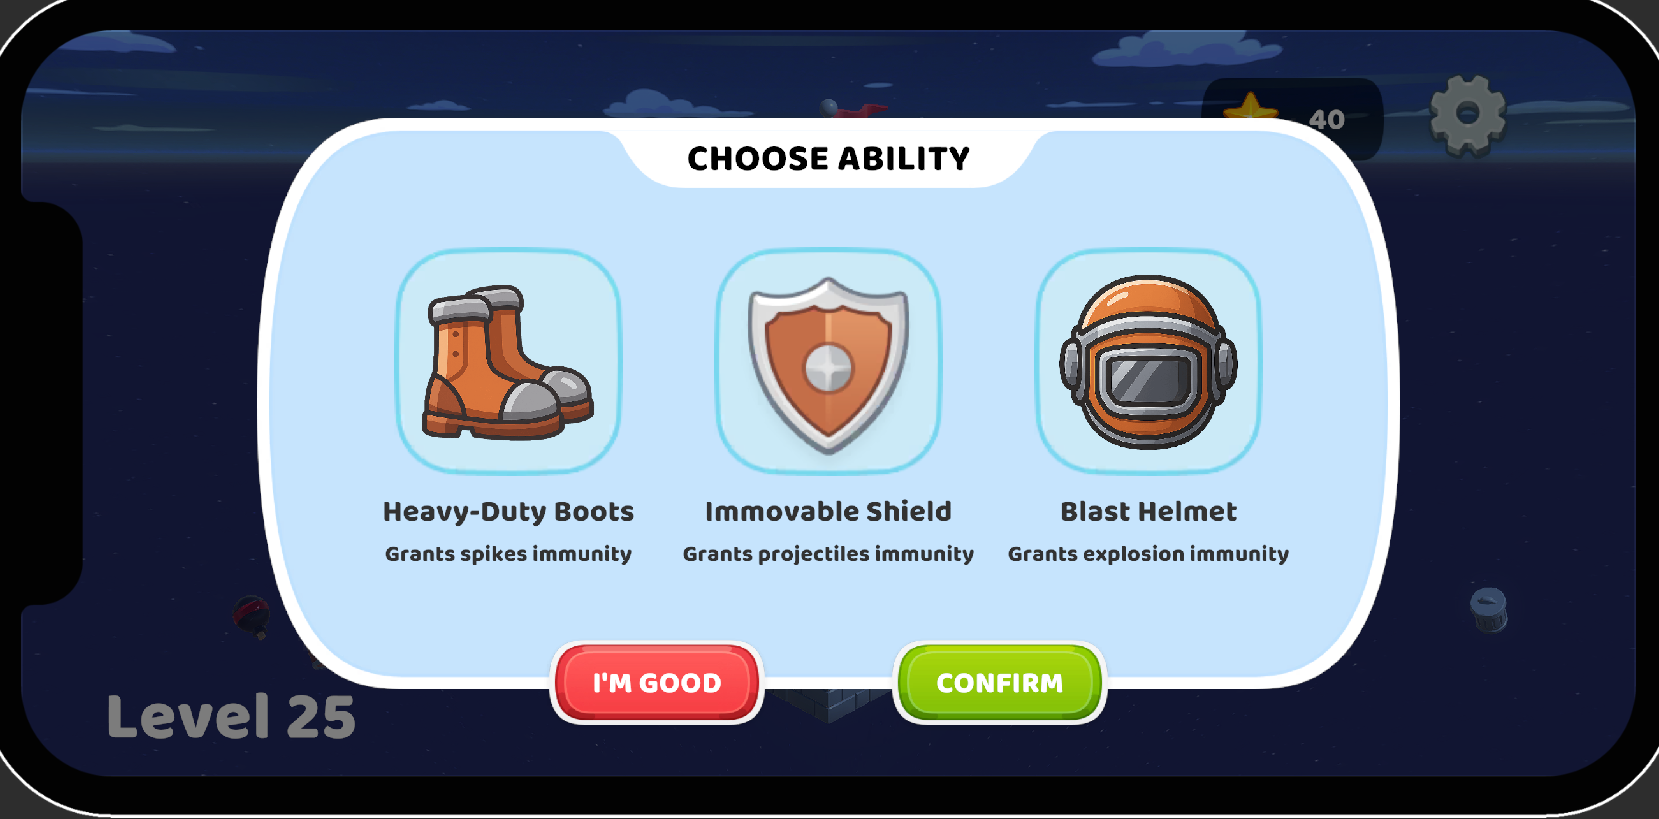 40
CHOOSE ABILITY
Heavy-Duty Boots
Immovable Shield
Blast Helmet
Grants spikes immunity
Grants projectiles immunity
Grants explosion immunity
I'M GOOD
CONFIRM
Level 25